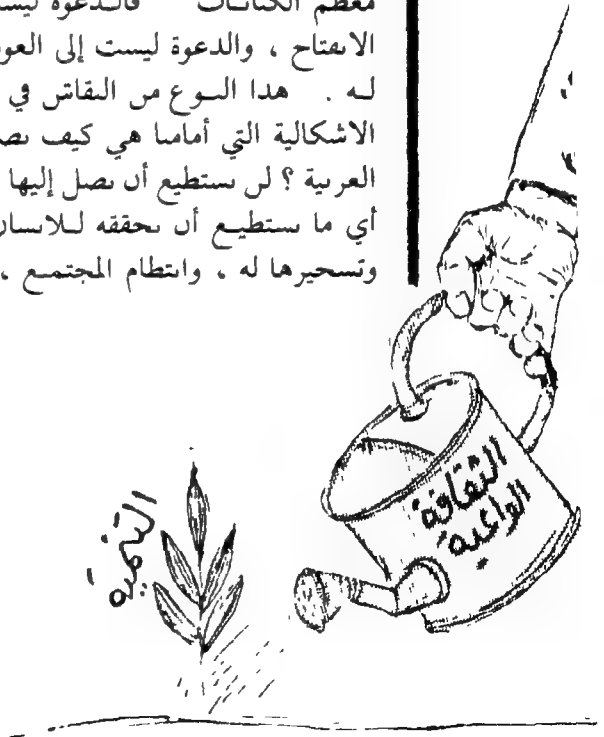 معظم الكتابات فالدعوة ليست
الانفتاح ، والدعوة ليست إلى العو
له . هذا النوع من النقاش في
الاشكالية التي أمامنا هي كيف نصـ
العربية ؟ لن نستطيع أن نصل إليها
أي ما نستطيع أن نحققه للانسان
وتسخيرها له ، وانتظام المجتمع ،
الثقافة
الواعية
التنمية